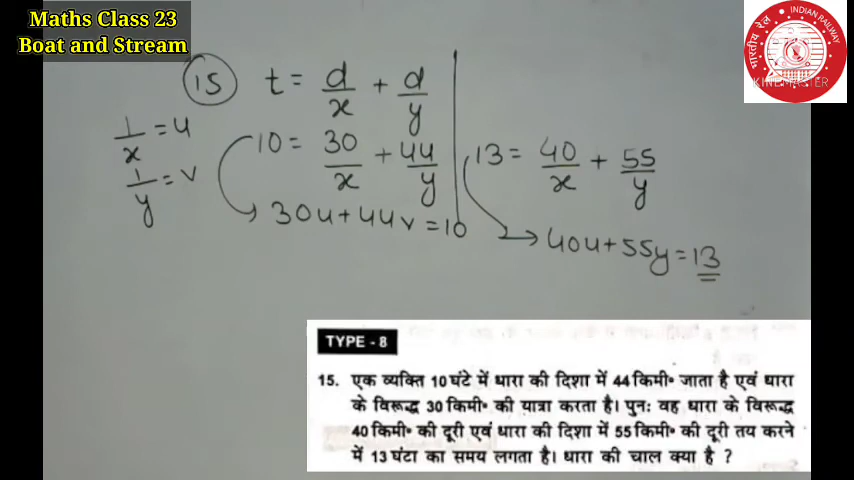 Maths Class 23
Boat and Stream
INDIAN RAILWAY
भारतीय रेल
KINEMASTER
15 t = d/x + d/y
1/x = u
1/y = v
10 = 30/x + 44/y
13 = 40/x + 55/y
30u + 44v = 10
40u + 55y = 13
TYPE - 8
15. एक व्यक्ति 10 घंटे में धारा की दिशा में 44 किमी॰ जाता है एवं धारा
के विरूद्ध 30 किमी॰ की यात्रा करता है। पुनः वह धारा के विरूद्ध
40 किमी॰ की दूरी एवं धारा की दिशा में 55 किमी॰ की दूरी तय करने
में 13 घंटा का समय लगता है। धारा की चाल क्या है ?